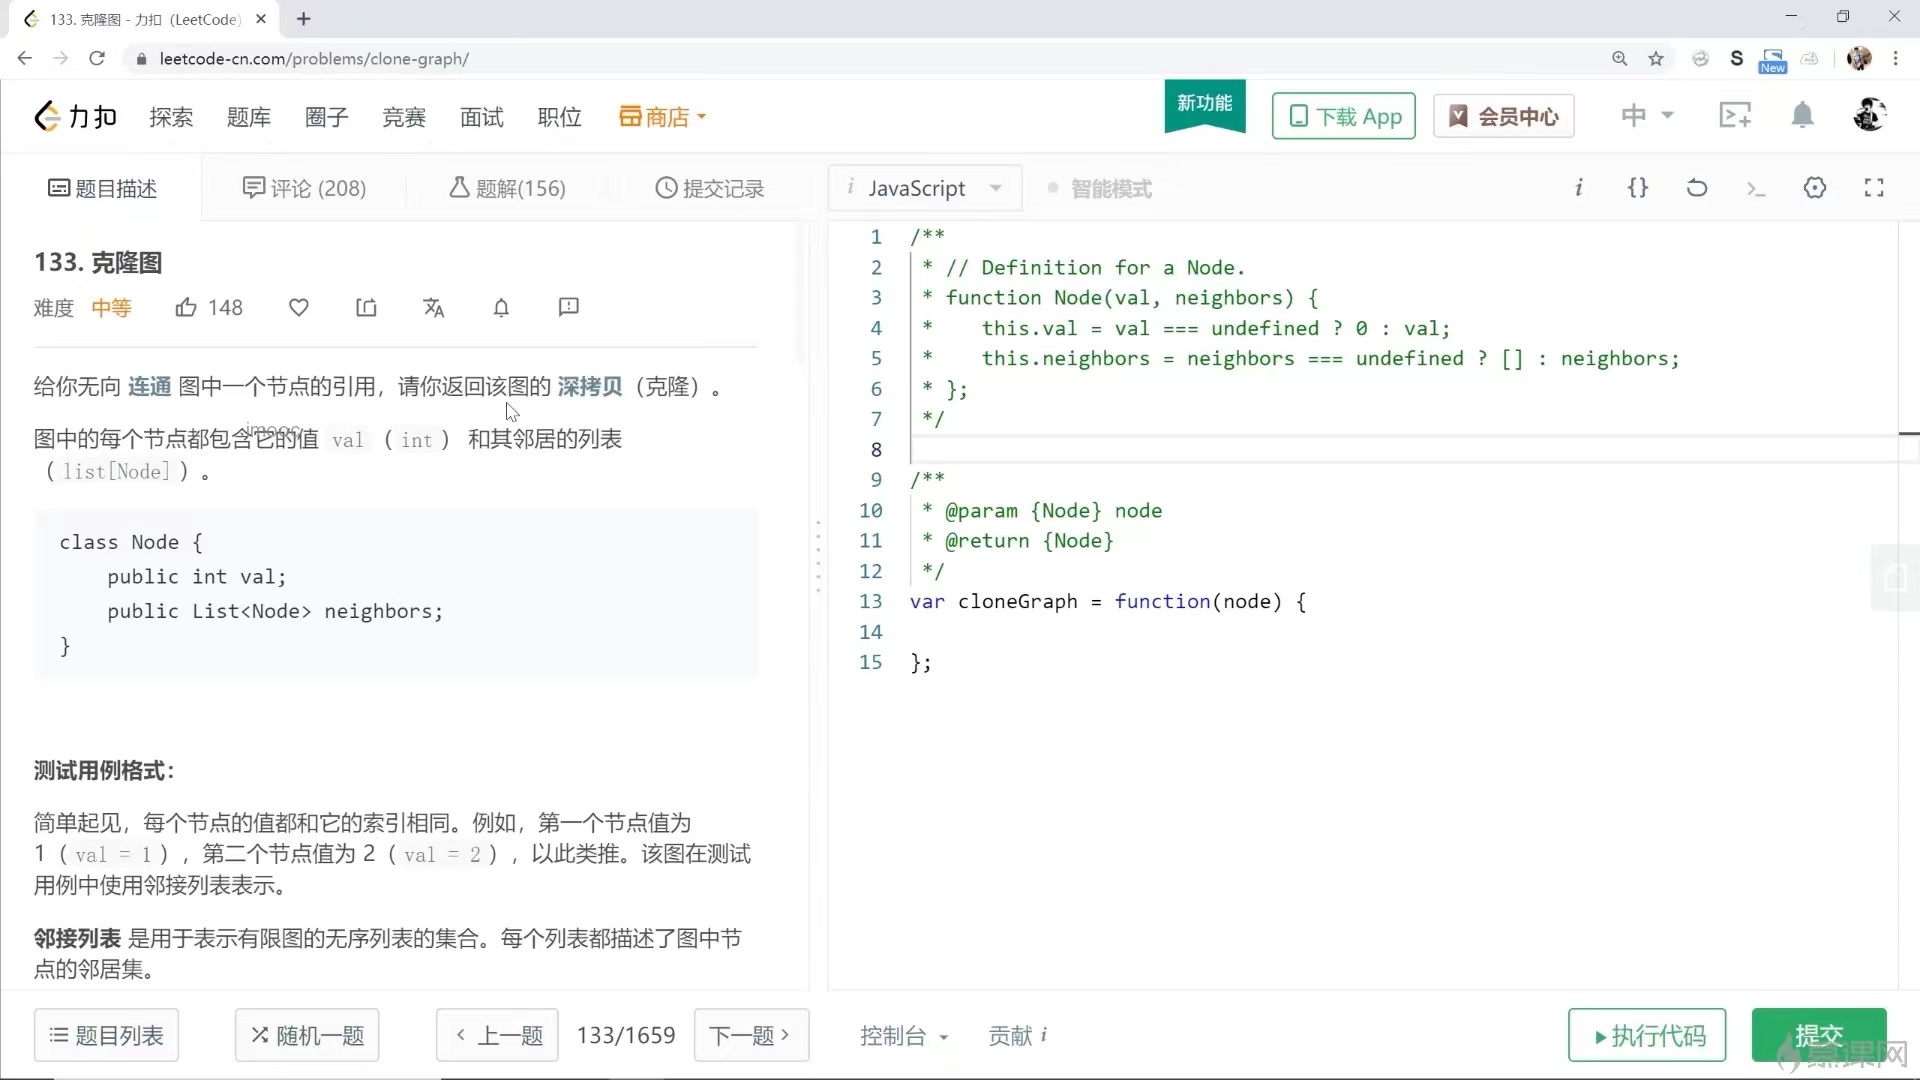 133. 克隆图 - 力扣（LeetCode）
leetcode-cn.com/problems/clone-graph/
S
New
力扣 探索 题库 圈子 竞赛 面试 职位 商店 新功能 下载 App 会员中心 中
题目描述 评论 (208) 题解(156) 提交记录 i JavaScript 智能模式
133. 克隆图
难度 中等 148
给你无向 连通 图中一个节点的引用，请你返回该图的 深拷贝（克隆）。
图中的每个节点都包含它的值 val（int） 和其邻居的列表
（list[Node]）。
imooc
class Node {
public int val;
public List<Node> neighbors;
}
测试用例格式：
简单起见，每个节点的值都和它的索引相同。例如，第一个节点值为
1（val = 1），第二个节点值为 2（val = 2），以此类推。该图在测试
用例中使用邻接列表表示。
邻接列表 是用于表示有限图的无序列表的集合。每个列表都描述了图中节
点的邻居集。
1 /**
2 * // Definition for a Node.
3 * function Node(val, neighbors) {
4 * this.val = val === undefined ? 0 : val;
5 * this.neighbors = neighbors === undefined ? [] : neighbors;
6 * };
7 */
8
9 /**
10 * @param {Node} node
11 * @return {Node}
12 */
13 var cloneGraph = function(node) {
14
15 };
题目列表 随机一题 < 上一题 133/1659 下一题 > 控制台 贡献 i 执行代码 提交
慕课网